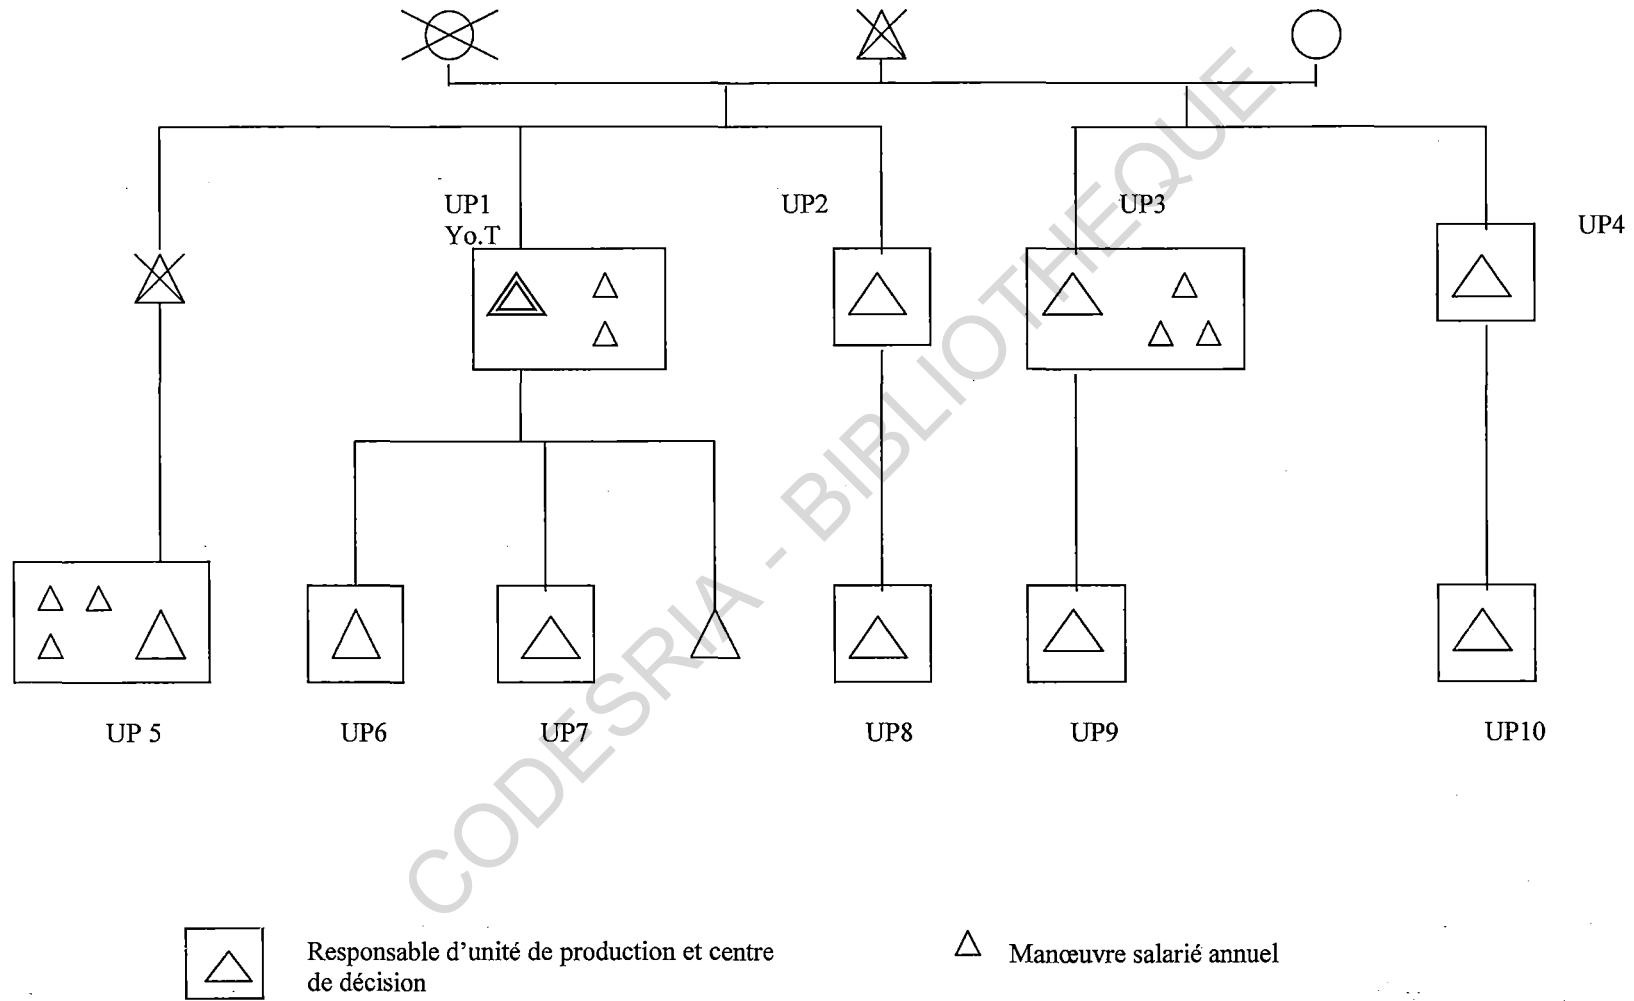 UP1
Yo.T
UP2
UP3
UP4
UP 5
UP6
UP7
UP8
UP9
UP10
CODESRIA - BIBLIOTHEQUE
Responsable d'unité de production et centre
de décision
Manœuvre salarié annuel